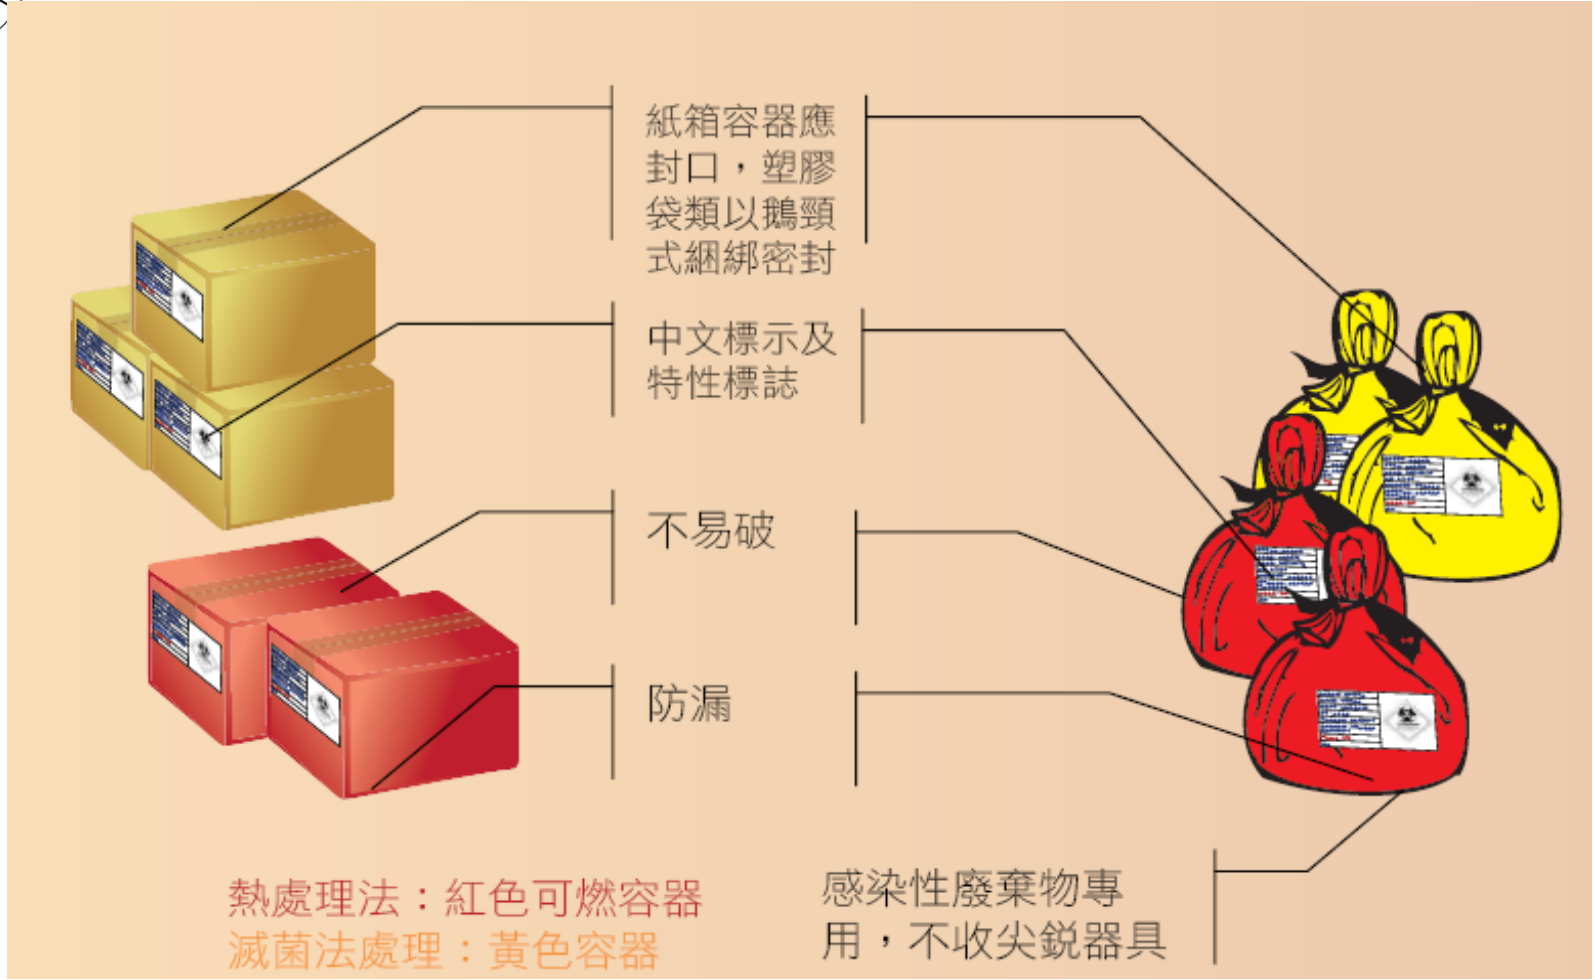 紙箱容器應
封口，塑膠
袋類以鵝頸
式綑綁密封
中文標示及
特性標誌
不易破
防漏
熱處理法：紅色可燃容器
滅菌法處理：黃色容器
感染性廢棄物專
用，不收尖銳器具